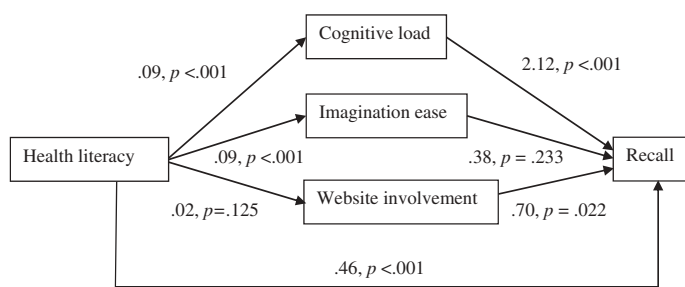 Cognitive load
.09, p <.001
2.12, p <.001
Imagination ease
Health literacy
.09, p <.001
.38, p = .233
Recall
Website involvement
.02, p=.125
.70, p = .022
.46, p <.001